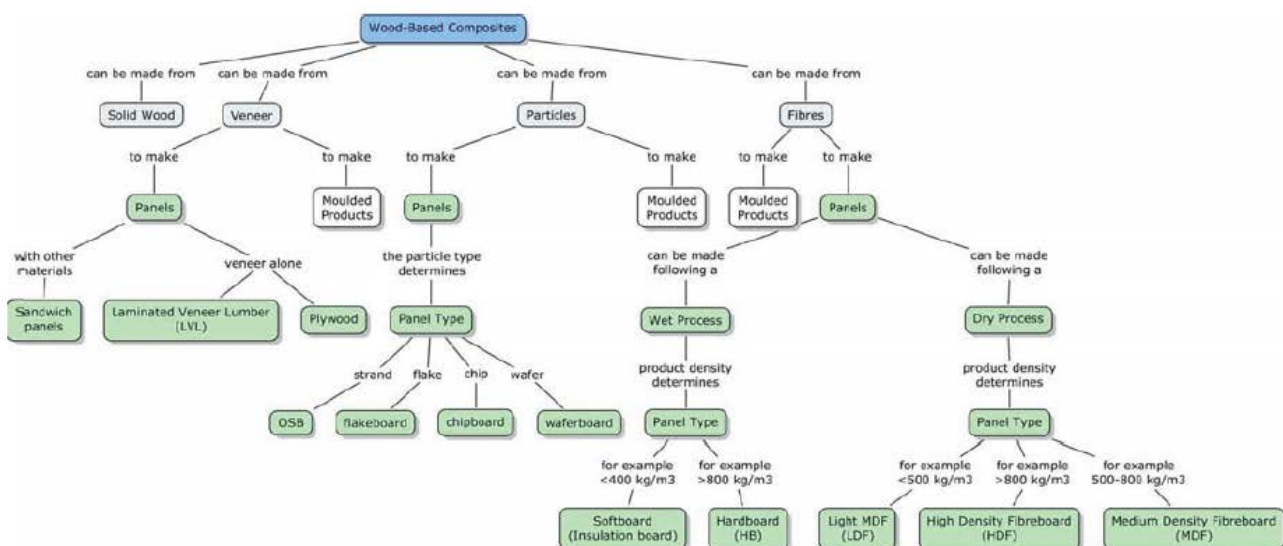 Wood-Based Composites
can be made from
can be made from
can be made from
can be made from
Solid Wood
Veneer
Particles
Fibres
to make
to make
to make
to make
to make
to make
Panels
Moulded
Products
Panels
Moulded
Products
Moulded
Products
Panels
with other
materials
veneer alone
the particle type
determines
can be made
following a
can be made
following a
Sandwich
panels
Laminated Veneer Lumber
(LVL)
Plywood
Panel Type
Wet Process
Dry Process
strand
flake
chip
wafer
product density
determines
product density
determines
OSB
flakeboard
chipboard
waferboard
Panel Type
Panel Type
for example
<400 kg/m3
for example
>800 kg/m3
for example
<500 kg/m3
for example
>800 kg/m3
for example
500-800 kg/m3
Softboard
(Insulation board)
Hardboard
(HB)
Light MDF
(LDF)
High Density Fibreboard
(HDF)
Medium Density Fibreboard
(MDF)